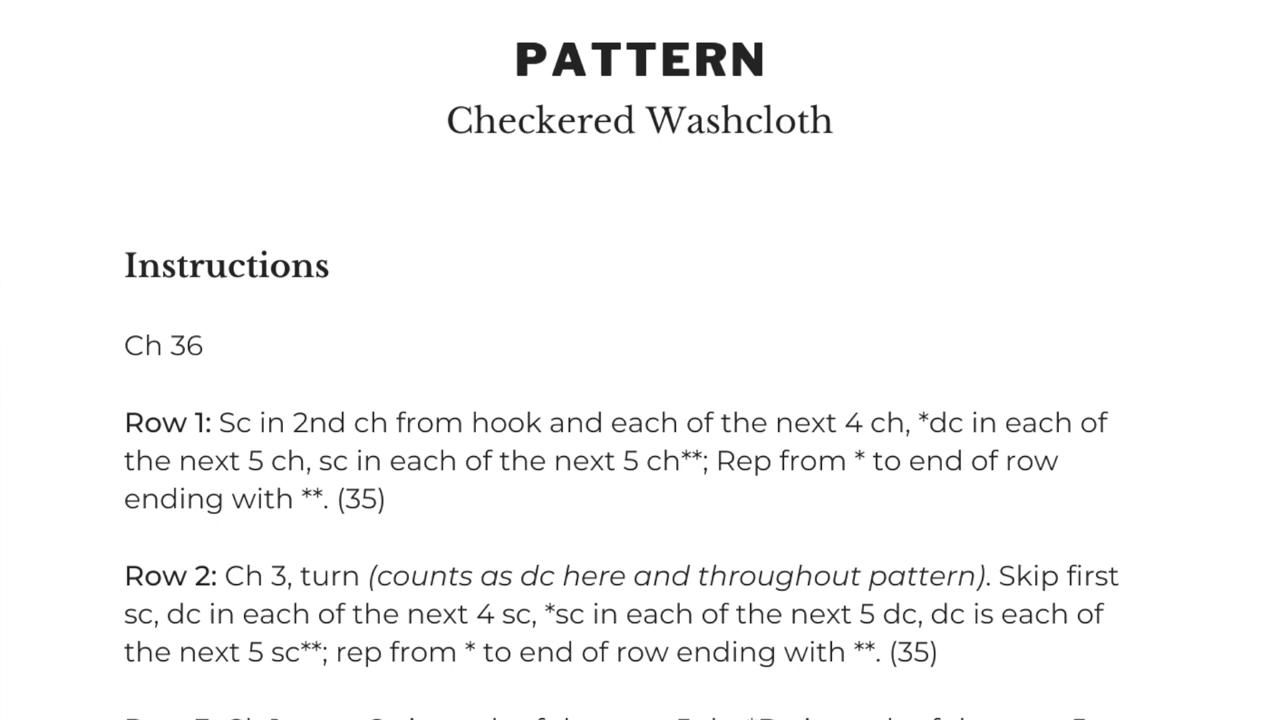 PATTERN
Checkered Washcloth
Instructions
Ch 36
Row 1: Sc in 2nd ch from hook and each of the next 4 ch, *dc in each of
the next 5 ch, sc in each of the next 5 ch**; Rep from * to end of row
ending with **. (35)
Row 2: Ch 3, turn (counts as dc here and throughout pattern). Skip first
sc, dc in each of the next 4 sc, *sc in each of the next 5 dc, dc is each of
the next 5 sc**; rep from * to end of row ending with **. (35)